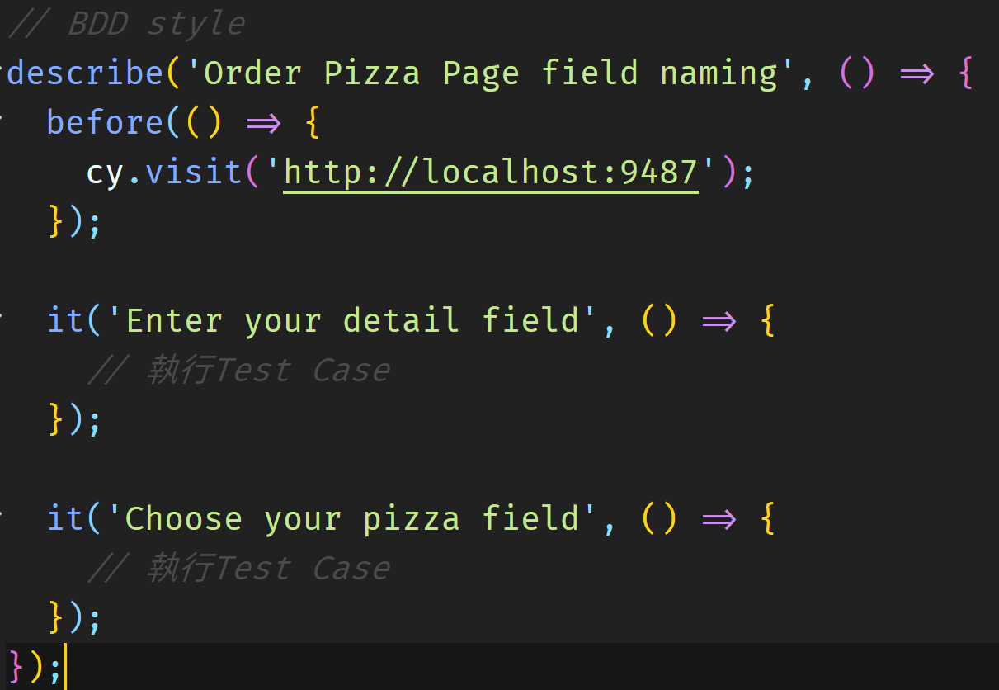 // BDD style
describe('Order Pizza Page field naming', () => {
before(() => {
cy.visit('http://localhost:9487');
});
it('Enter your detail field', () => {
// 執行Test Case
});
it('Choose your pizza field', () => {
// 執行Test Case
});
});